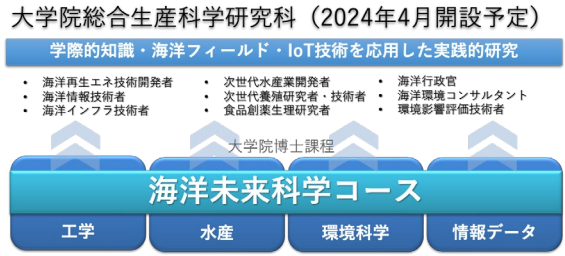 大学院総合生産科学研究科（2024年4月開設予定）
学際的知識・海洋フィールド・IoT技術を応用した実践的研究
• 海洋再生エネ技術開発者
• 海洋情報技術者
• 海洋インフラ技術者
• 次世代水産業開発者
• 次世代養殖研究者・技術者
• 食品創薬生理研究者
• 海洋行政官
• 海洋環境コンサルタント
• 環境影響評価技術者
大学院博士課程
海洋未来科学コース
工学
水産
環境科学
情報データ